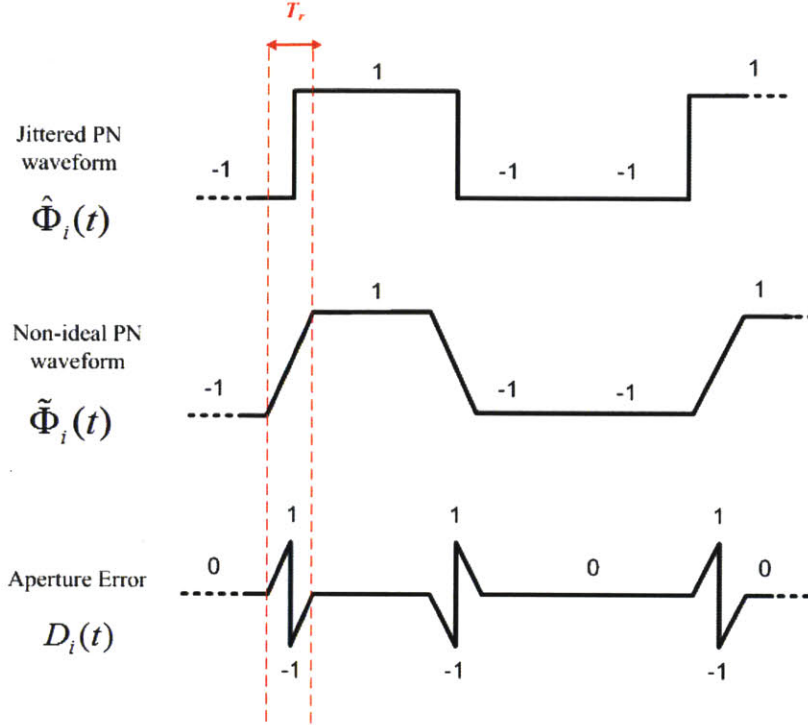 T_r
1
1
Jittered PN
waveform
-1
-1
-1
Φ̂_i(t)
1
1
Non-ideal PN
waveform
-1
-1
-1
Φ̃_i(t)
1
1
1
0
0
0
Aperture Error
D_i(t)
-1
-1
-1